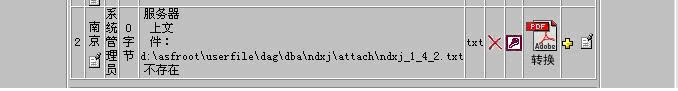 2
南京
系统管理员
0字节
服务器
上文
件：
d:\asfroot\userfile\dag\dba\ndxj\attach\ndxj_1_4_2.txt
不存在
txt
PDF
Adobe
转换